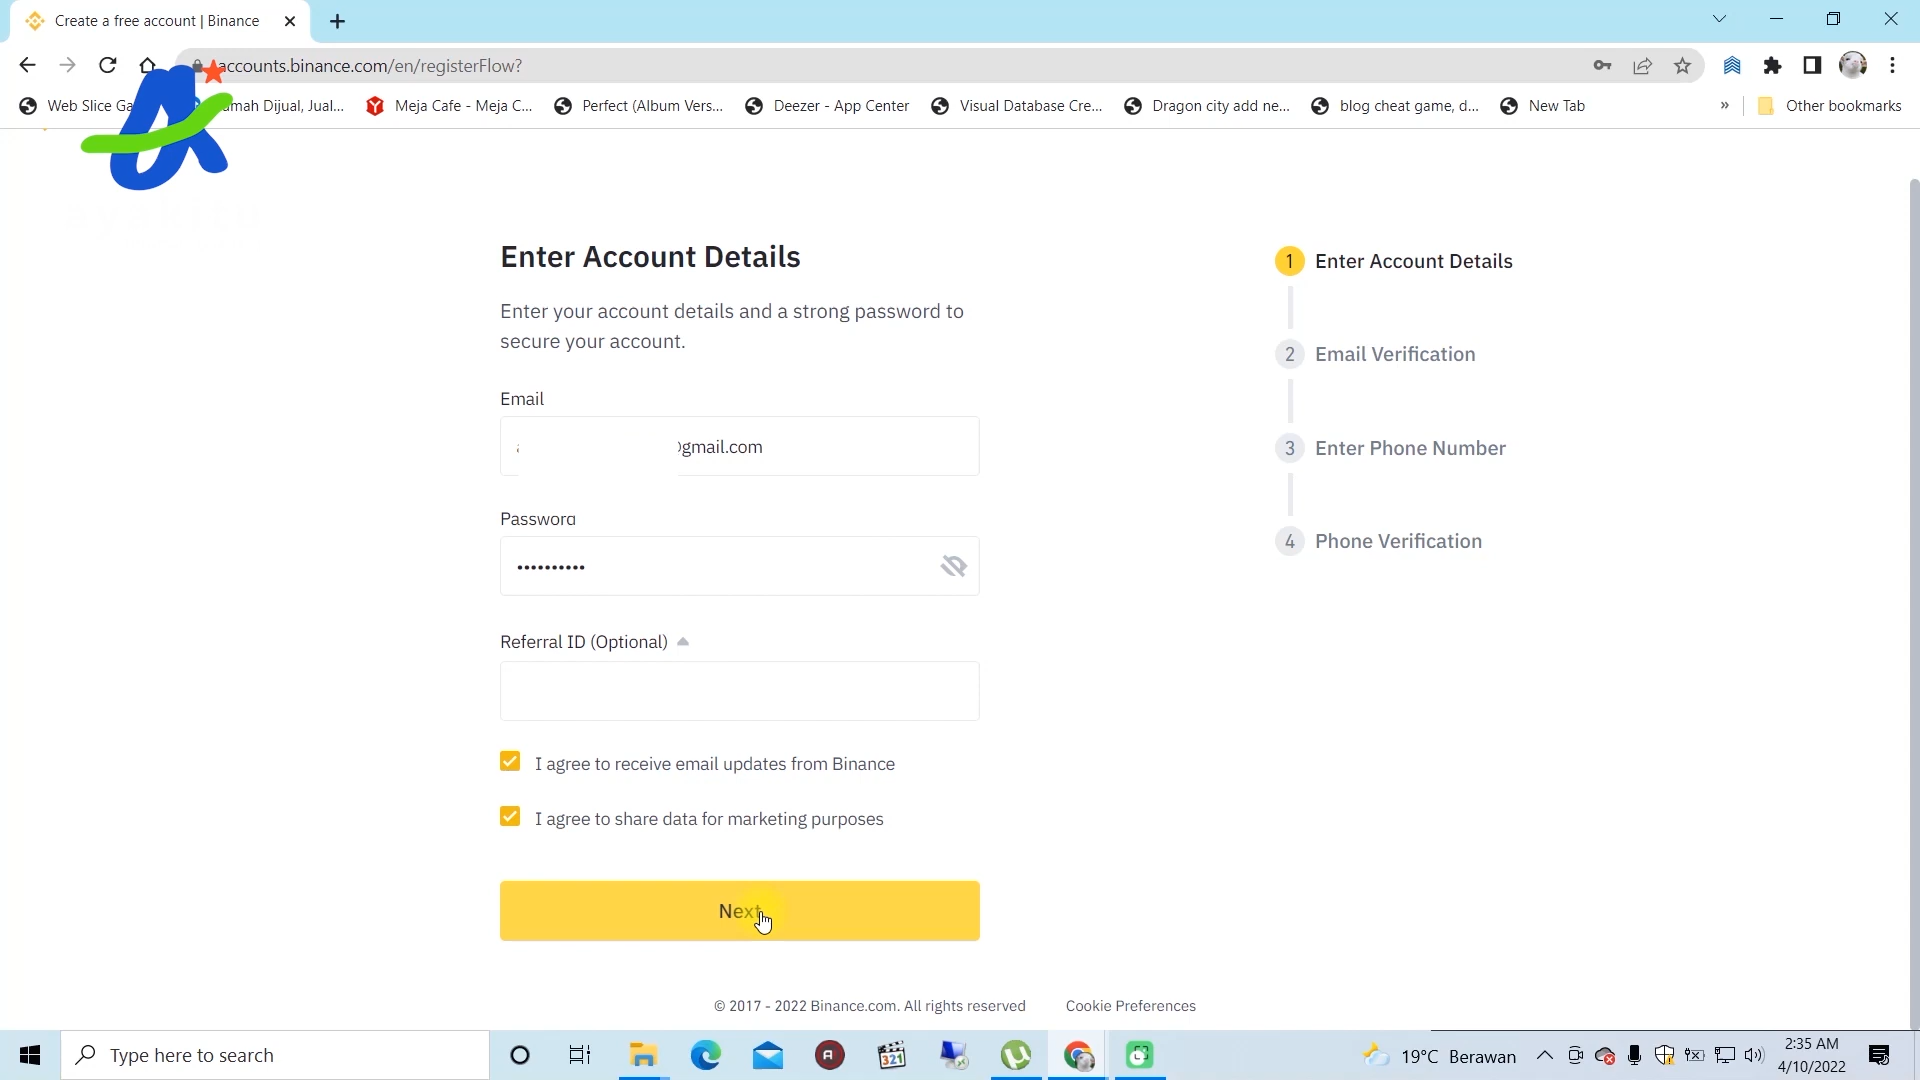 Create a free account | Binance
accounts.binance.com/en/registerFlow?
Web Slice Ga
amah Dijual, Jual...
Meja Cafe - Meja C...
Perfect (Album Vers...
Deezer - App Center
Visual Database Cre...
Dragon city add ne...
blog cheat game, d...
New Tab
»
Other bookmarks
Enter Account Details
Enter your account details and a strong password to
secure your account.
Email
@gmail.com
Password
••••••••••
Referral ID (Optional)
I agree to receive email updates from Binance
I agree to share data for marketing purposes
Next
1 Enter Account Details
2 Email Verification
3 Enter Phone Number
4 Phone Verification
© 2017 - 2022 Binance.com. All rights reserved
Cookie Preferences
Type here to search
321
19°C Berawan
2:35 AM
4/10/2022